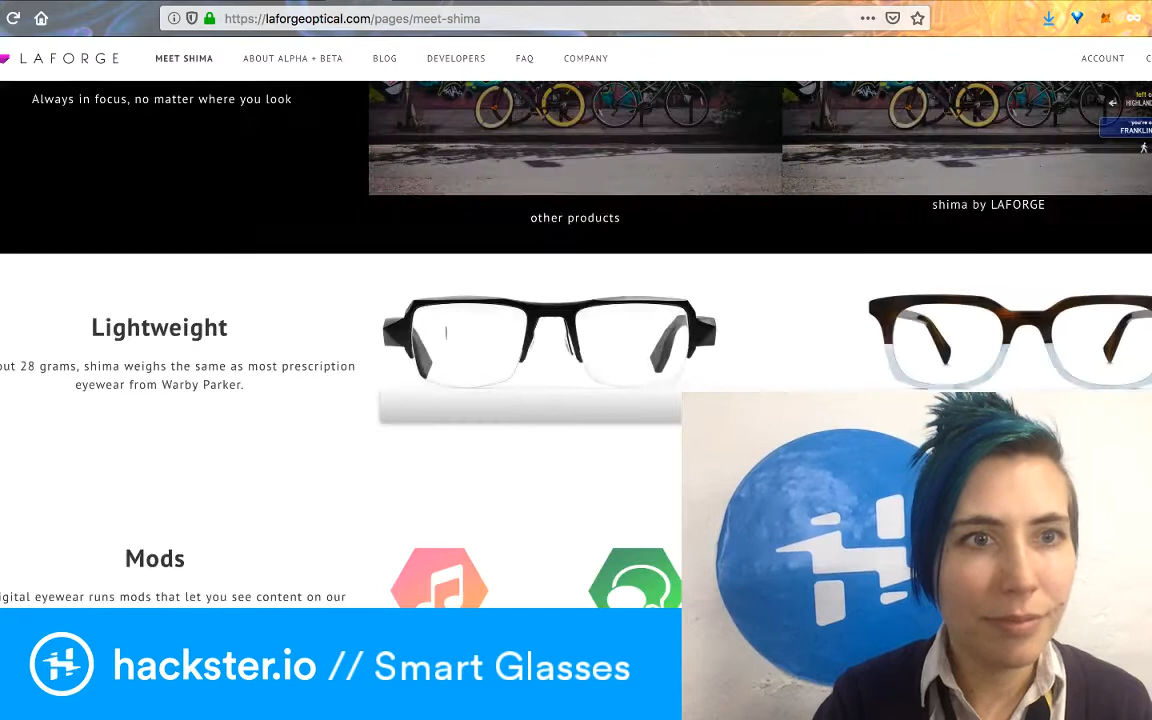 https://laforgeoptical.com/pages/meet-shima
LAFORGE
MEET SHIMA
ABOUT ALPHA + BETA
BLOG
DEVELOPERS
FAQ
COMPANY
ACCOUNT
Always in focus, no matter where you look
left
HIGHLAND
FRANKLIN
other products
shima by LAFORGE
Lightweight
28 grams, shima weighs the same as most prescription
eyewear from Warby Parker.
Mods
eyewear runs mods that let you see content on our
hackster.io // Smart Glasses